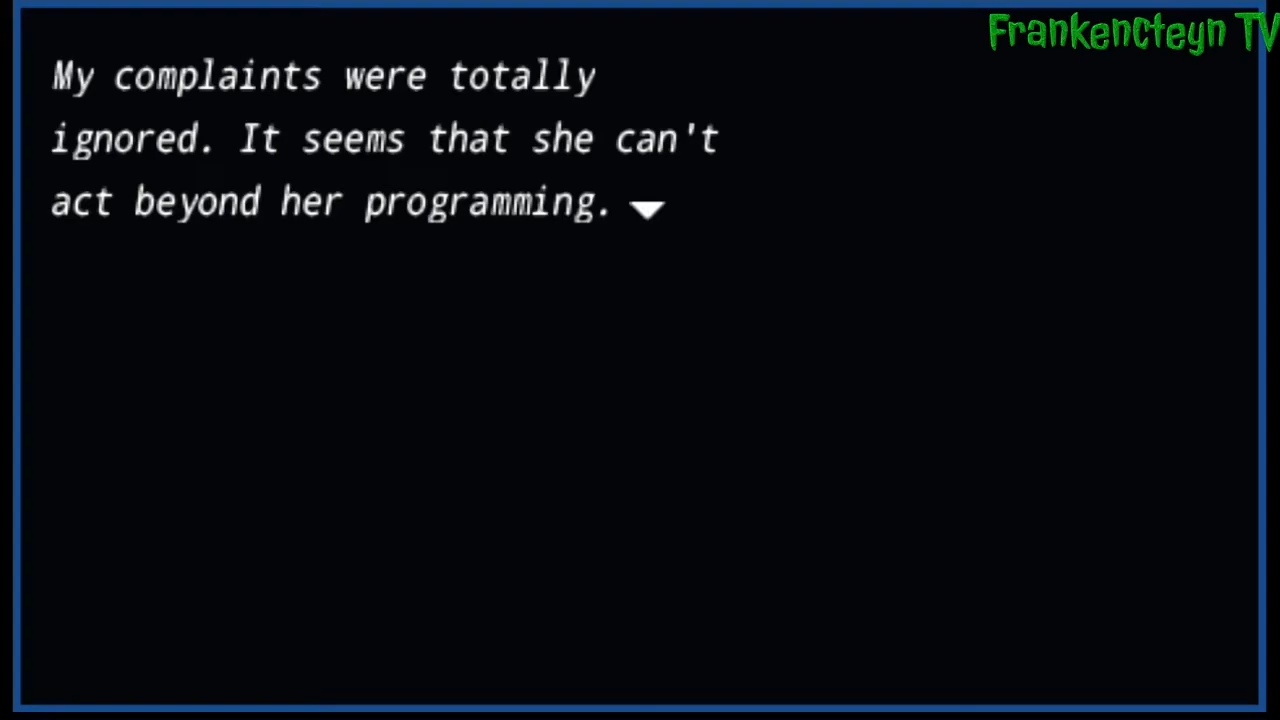 FrankenCteyn TV
My complaints were totally
ignored. It seems that she can't
act beyond her programming.